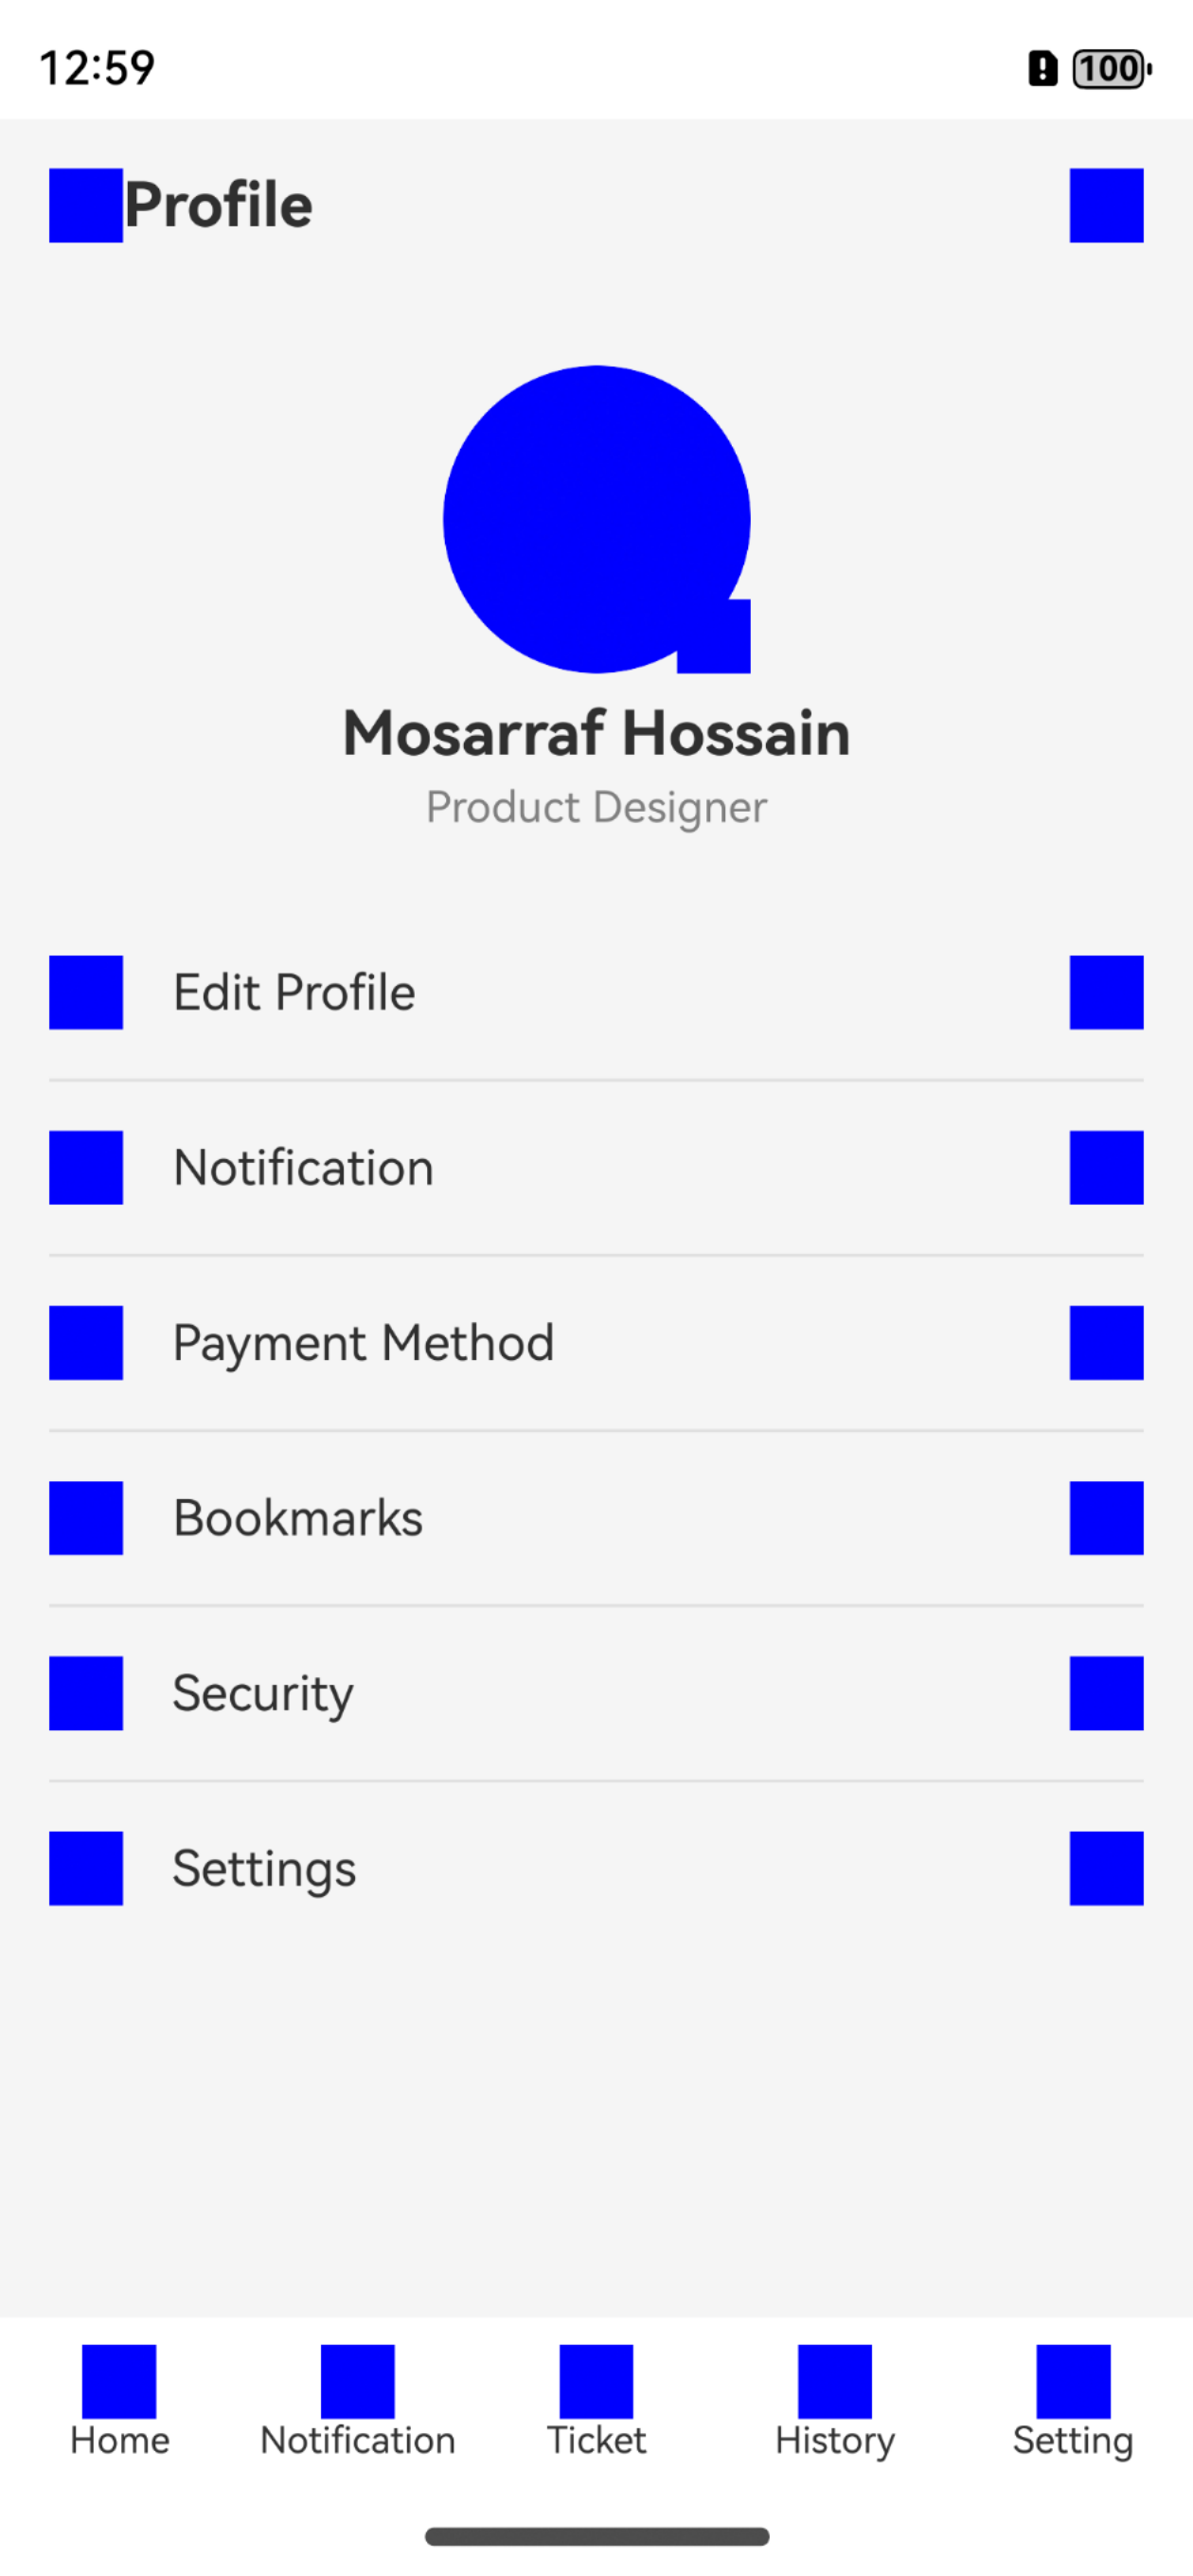 12:59
100
Profile
Mosarraf Hossain
Product Designer
Edit Profile
Notification
Payment Method
Bookmarks
Security
Settings
Home Notification Ticket History Setting